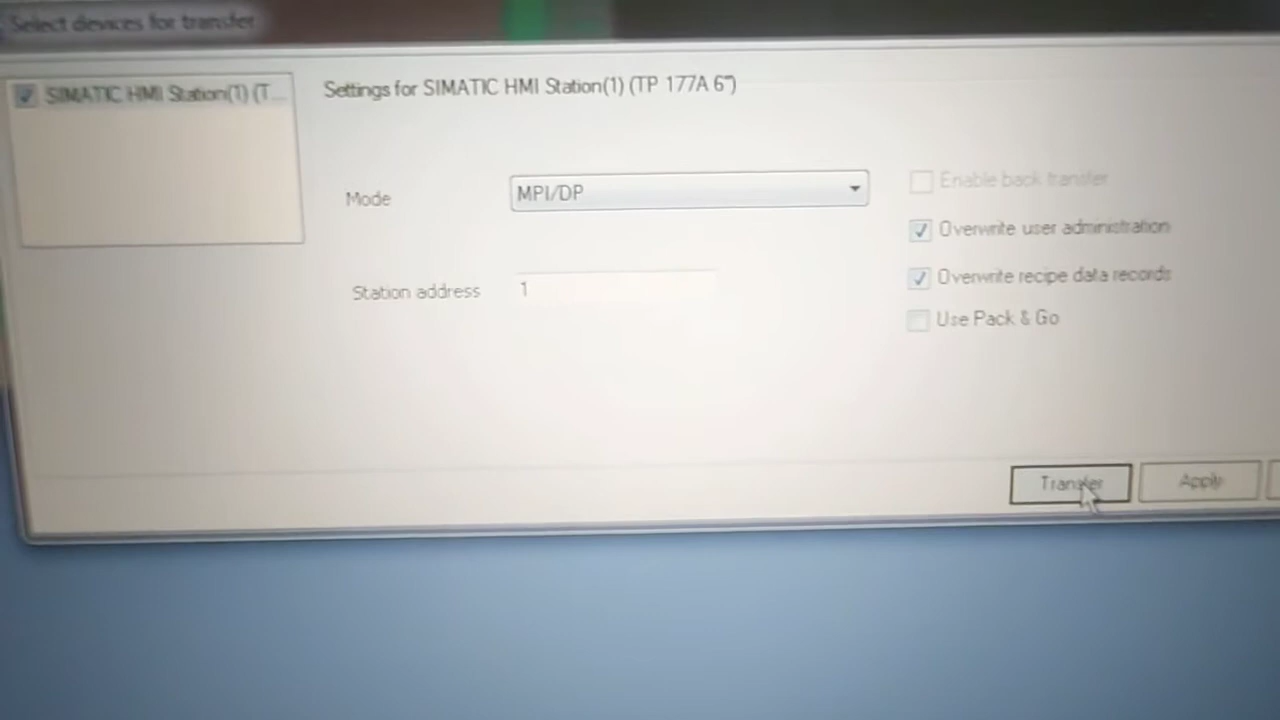 Select devices for transfer
SIMATIC HMI Station(1) (T...
Settings for SIMATIC HMI Station(1) (TP 177A 6")
Mode
MPI/DP
Enable back transfer
Overwrite user administration
Station address
1
Overwrite recipe data records
Use Pack & Go
Transfer
Apply